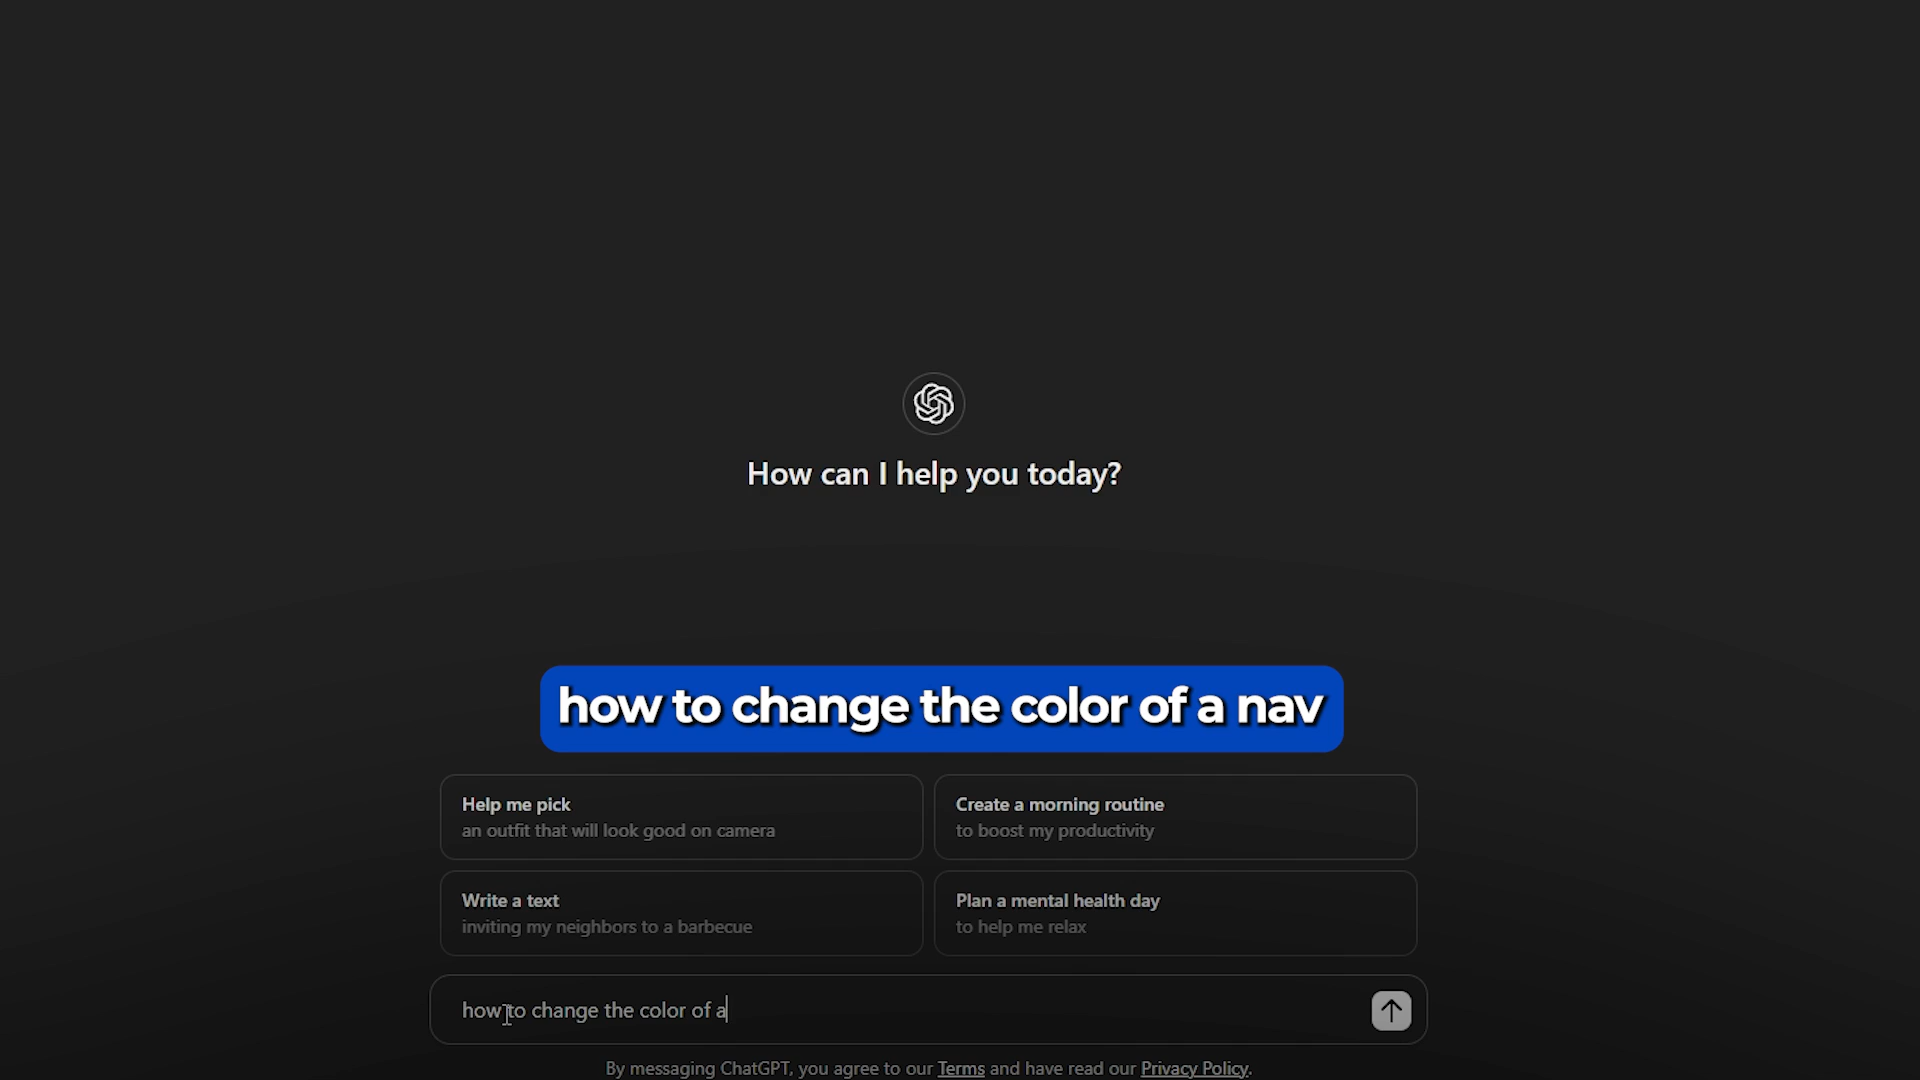 How can I help you today?
how to change the color of a nav
Help me pick
an outfit that will look good on camera
Create a morning routine
to boost my productivity
Write a text
inviting my neighbors to a barbecue
Plan a mental health day
to help me relax
how to change the color of a
By messaging ChatGPT, you agree to our Terms and have read our Privacy Policy.